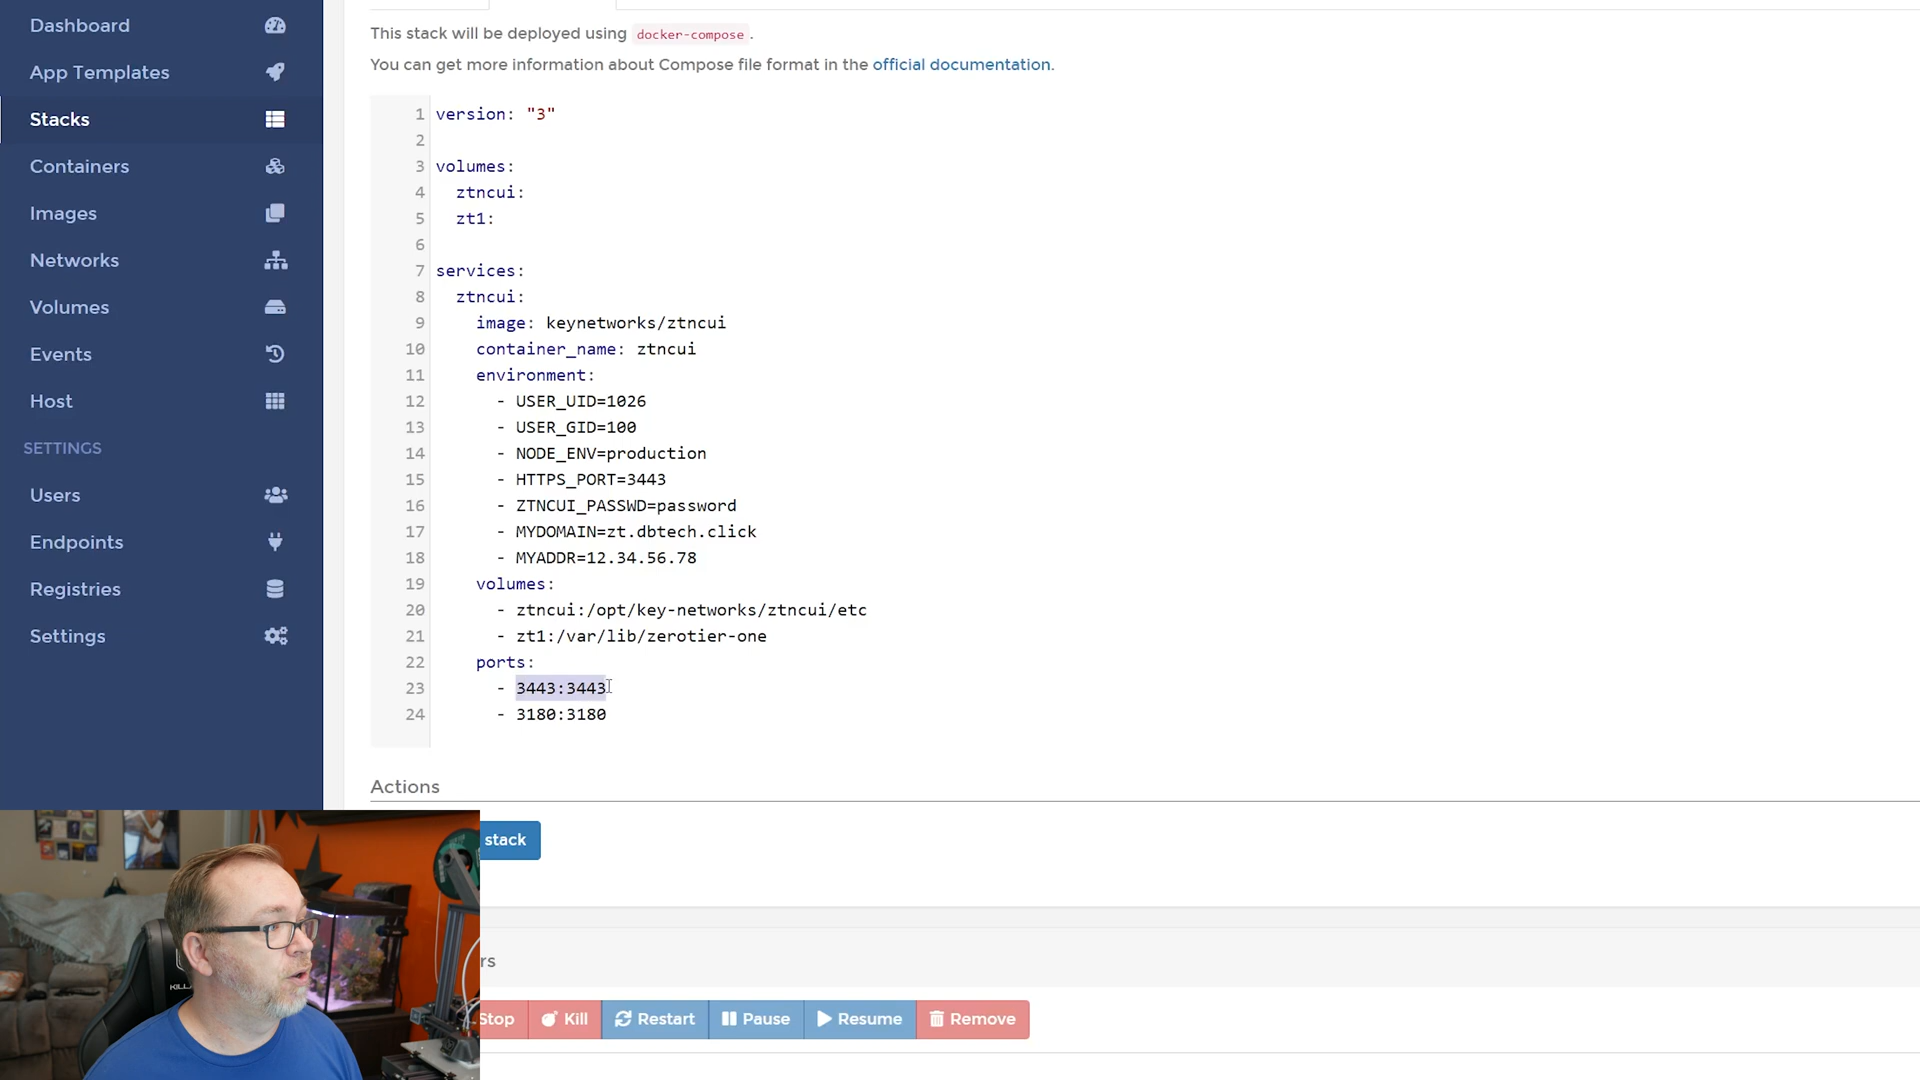 Dashboard
App Templates
Stacks
Containers
Images
Networks
Volumes
Events
Host
SETTINGS
Users
Endpoints
Registries
Settings
This stack will be deployed using docker-compose.
You can get more information about Compose file format in the official documentation.
1 version: "3"
2
3 volumes:
4 ztncui:
5 zt1:
6
7 services:
8 ztncui:
9 image: keynetworks/ztncui
10 container_name: ztncui
11 environment:
12 - USER_UID=1026
13 - USER_GID=100
14 - NODE_ENV=production
15 - HTTPS_PORT=3443
16 - ZTNCUI_PASSWD=password
17 - MYDOMAIN=zt.dbtech.click
18 - MYADDR=12.34.56.78
19 volumes:
20 - ztncui:/opt/key-networks/ztncui/etc
21 - zt1:/var/lib/zerotier-one
22 ports:
23 - 3443:3443
24 - 3180:3180
Actions
stack
rs
Stop Kill Restart Pause Resume Remove